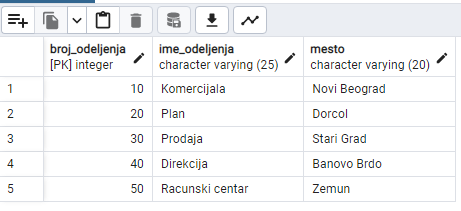 broj_odeljenja ime_odeljenja mesto
[PK] integer character varying (25) character varying (20)
1 10 Komercijala Novi Beograd
2 20 Plan Dorcol
3 30 Prodaja Stari Grad
4 40 Direkcija Banovo Brdo
5 50 Racunski centar Zemun